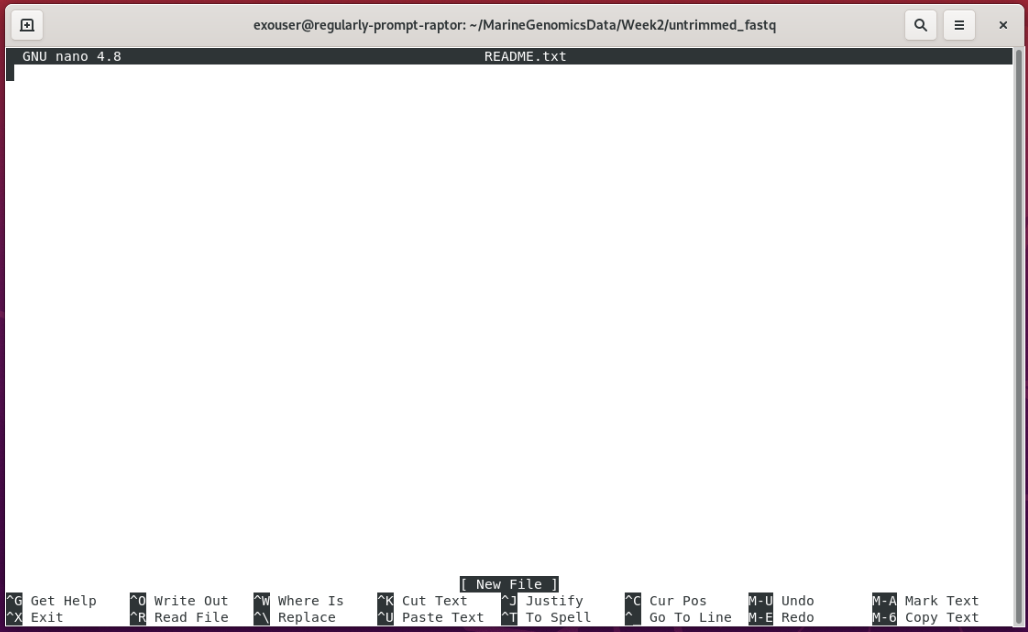 exouser@regularly-prompt-raptor: ~/MarineGenomicsData/Week2/untrimmed_fastq
GNU nano 4.8 README.txt
[ New File ]
^G Get Help ^O Write Out ^W Where Is ^K Cut Text ^J Justify ^C Cur Pos M-U Undo M-A Mark Text
^X Exit ^R Read File ^\ Replace ^U Paste Text ^T To Spell ^_ Go To Line M-E Redo M-6 Copy Text